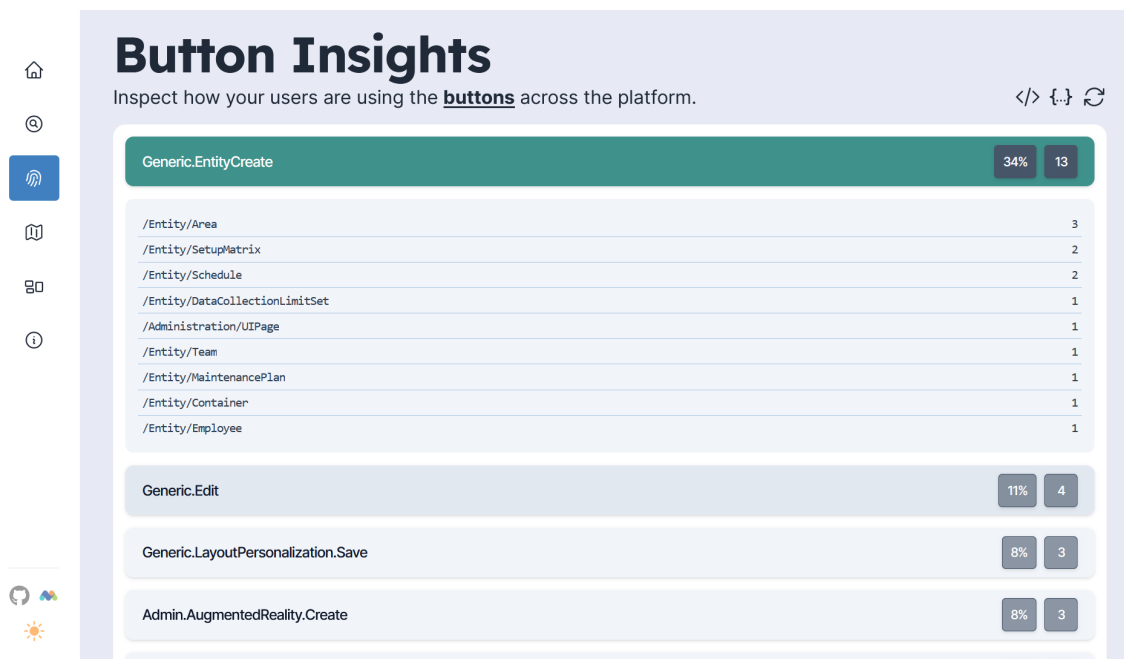 Button Insights
Inspect how your users are using the buttons across the platform.
</> {...}
Generic.EntityCreate 34% 13
/Entity/Area 3
/Entity/SetupMatrix 2
/Entity/Schedule 2
/Entity/DataCollectionLimitSet 1
/Administration/UIPage 1
/Entity/Team 1
/Entity/MaintenancePlan 1
/Entity/Container 1
/Entity/Employee 1
Generic.Edit 11% 4
Generic.LayoutPersonalization.Save 8% 3
Admin.AugmentedReality.Create 8% 3